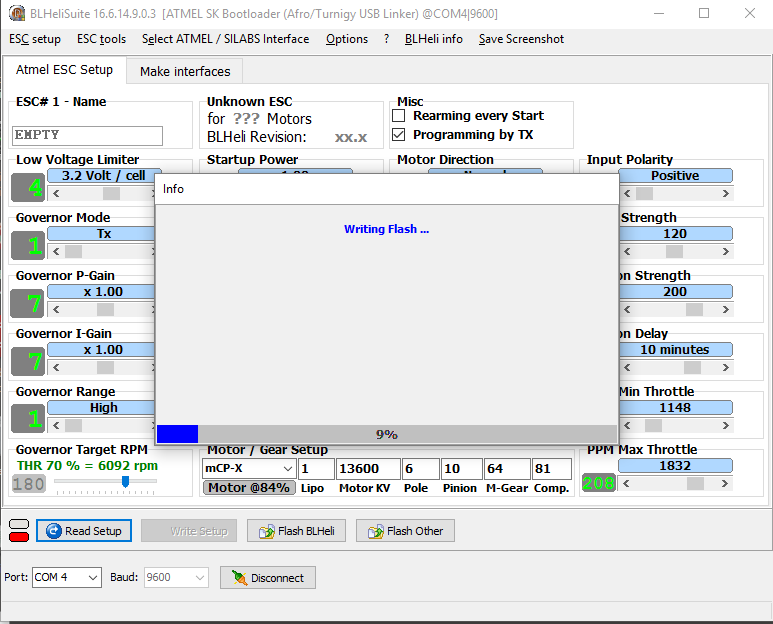 BLHeliSuite 16.6.14.9.0.3 [ATMEL SK Bootloader (Afro/Turnigy USB Linker) @COM4|9600]
ESC setup ESC tools Select ATMEL / SILABS Interface Options ? BLHeli info Save Screenshot
Atmel ESC Setup Make interfaces
ESC# 1 - Name
EMPTY
Unknown ESC
for ??? Motors
BLHeli Revision: xx.x
Misc
Rearming every Start
Programming by TX
Low Voltage Limiter
4 3.2 Volt / cell
Startup Power
Motor Direction
Input Polarity
Positive
Info
Writing Flash ...
9%
Governor Mode
1 Tx
Strength
120
Governor P-Gain
7 x 1.00
Strength
200
Governor I-Gain
7 x 1.00
Delay
10 minutes
Governor Range
1 High
Min Throttle
1148
Governor Target RPM
THR 70 % = 6092 rpm
180
Motor / Gear Setup
mCP-X 1 13600 6 10 64 81
Motor @84% Lipo Motor KV Pole Pinion M-Gear Comp.
PPM Max Throttle
1832
208
Read Setup Write Setup Flash BLHeli Flash Other
Port: COM 4 Baud: 9600 Disconnect